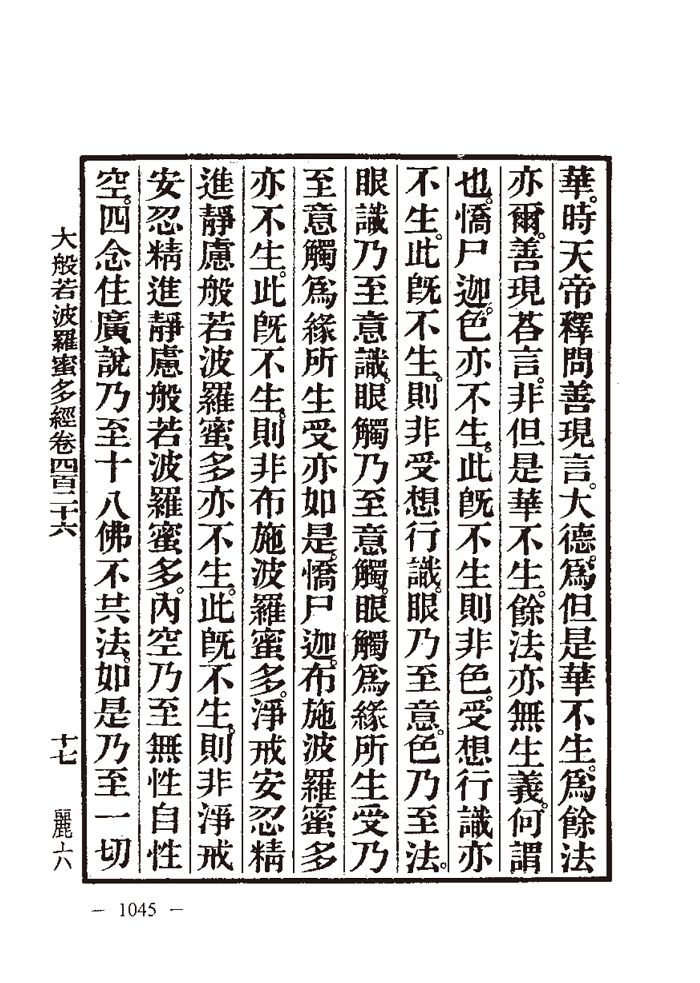 華。時天帝釋問善現言。大德。爲但是華不生。爲餘法
亦爾。善現荅言。非但是華不生。餘法亦無生義。何謂
也。憍尸迦。色亦不生。此旣不生則非色。受想行識亦
不生。此旣不生。則非受想行識。眼乃至意。色乃至法。
眼識乃至意識。眼觸乃至意觸。眼觸爲緣所生受乃
至意觸爲緣所生受亦如是。憍尸迦。布施波羅蜜多
亦不生。此旣不生。則非布施波羅蜜多。淨戒安忍精
進靜慮般若波羅蜜多亦不生。此旣不生。則非淨戒
安忍精進靜慮般若波羅蜜多。內空乃至無性自性
空。四念住廣說乃至十八佛不共法。如是乃至一切
大般若波羅蜜多經卷四百二十六
十七
麗六
— 1045 —